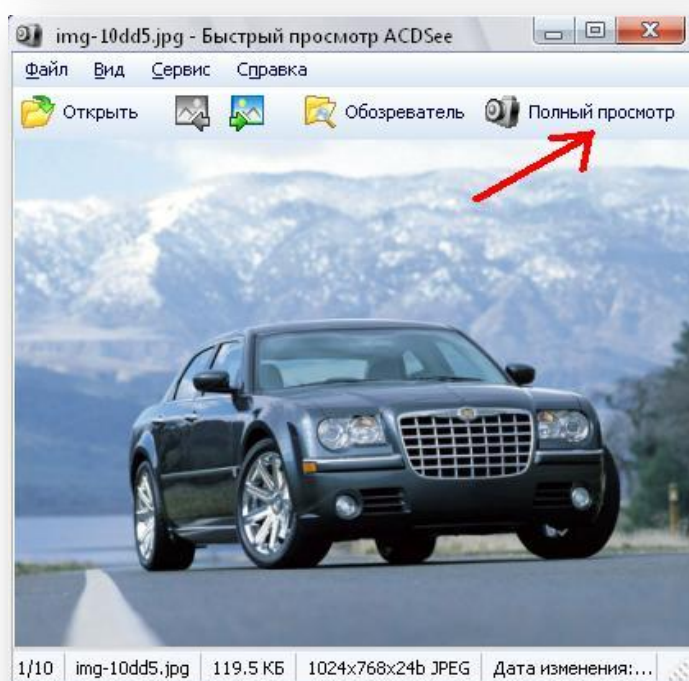 img-10dd5.jpg - Быстрый просмотр ACDSee
Файл Вид Сервис Справка
Открыть Обозреватель Полный просмотр
1/10 img-10dd5.jpg 119.5 КБ 1024x768x24b JPEG Дата изменения:...